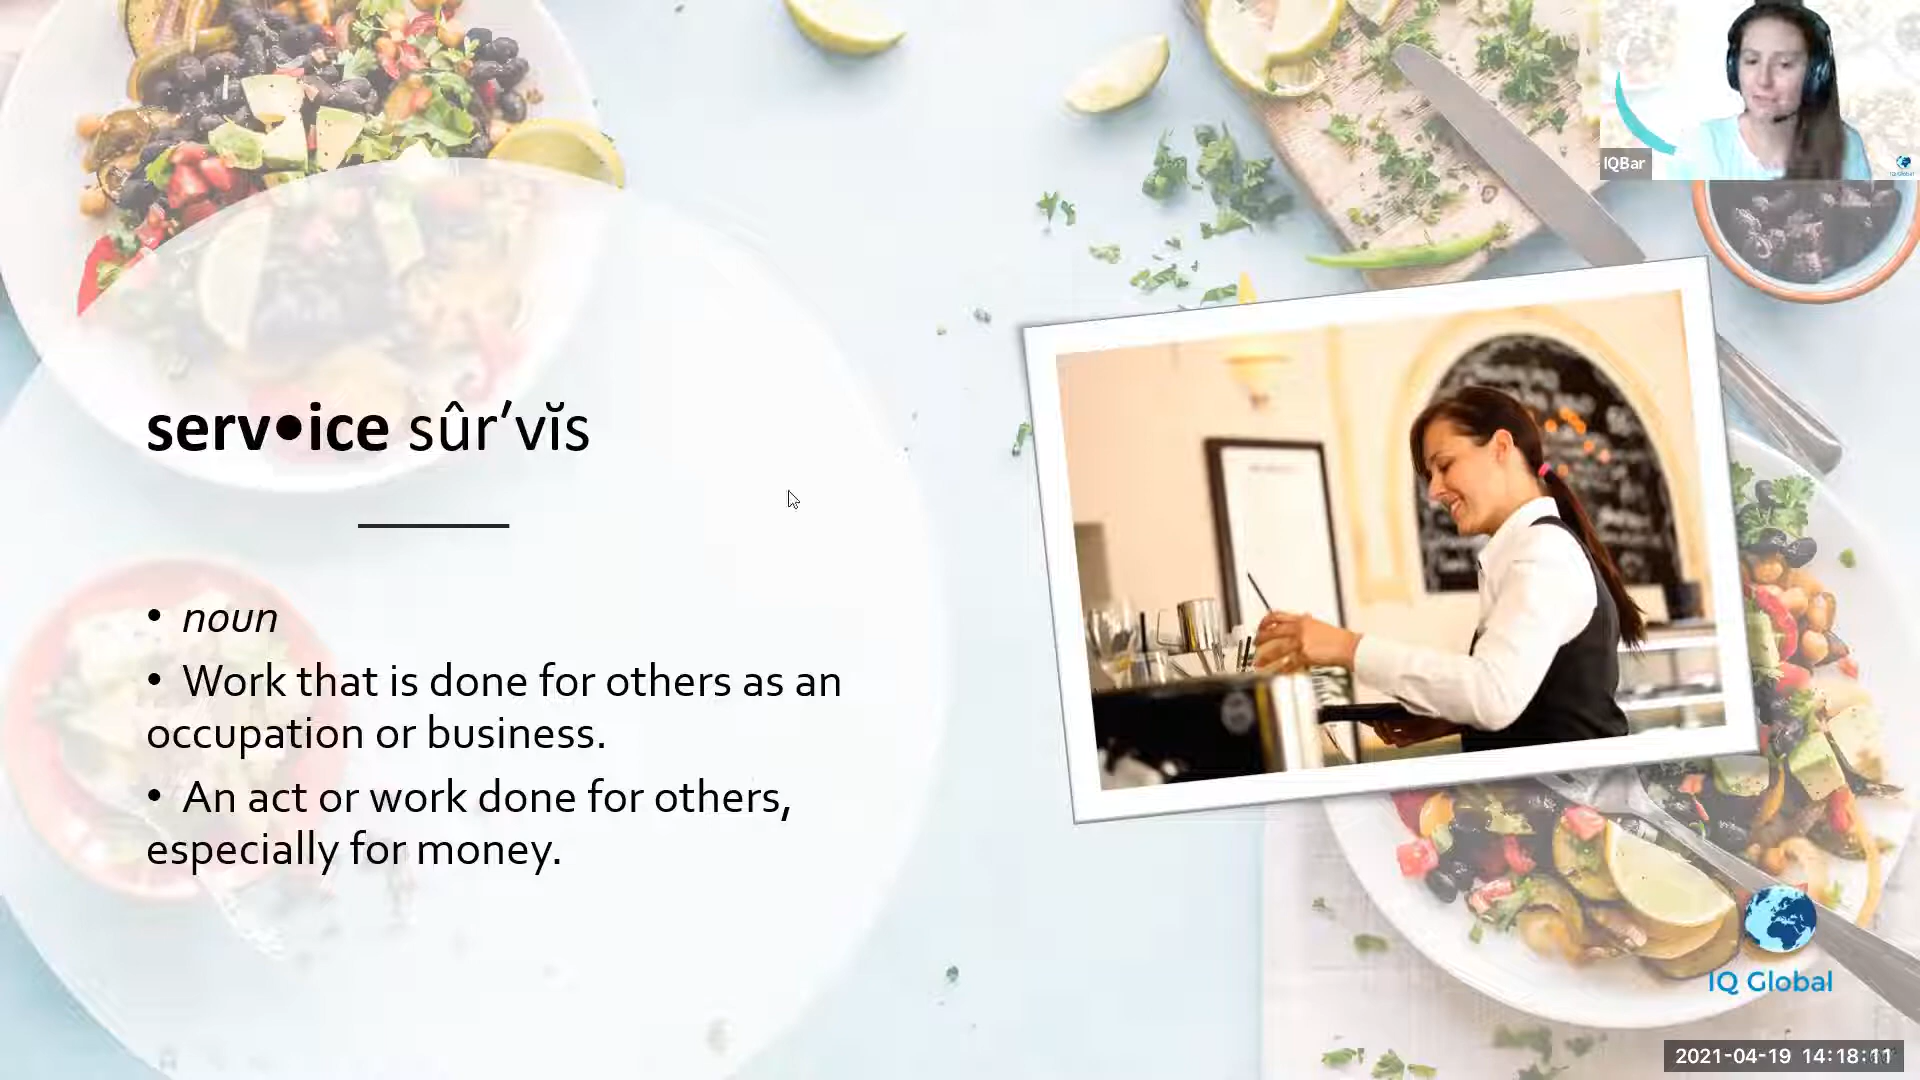 IQBar
serv•ice sûr′vĭs
• noun
• Work that is done for others as an
occupation or business.
• An act or work done for others,
especially for money.
IQ Global
2021-04-19 14:18:11